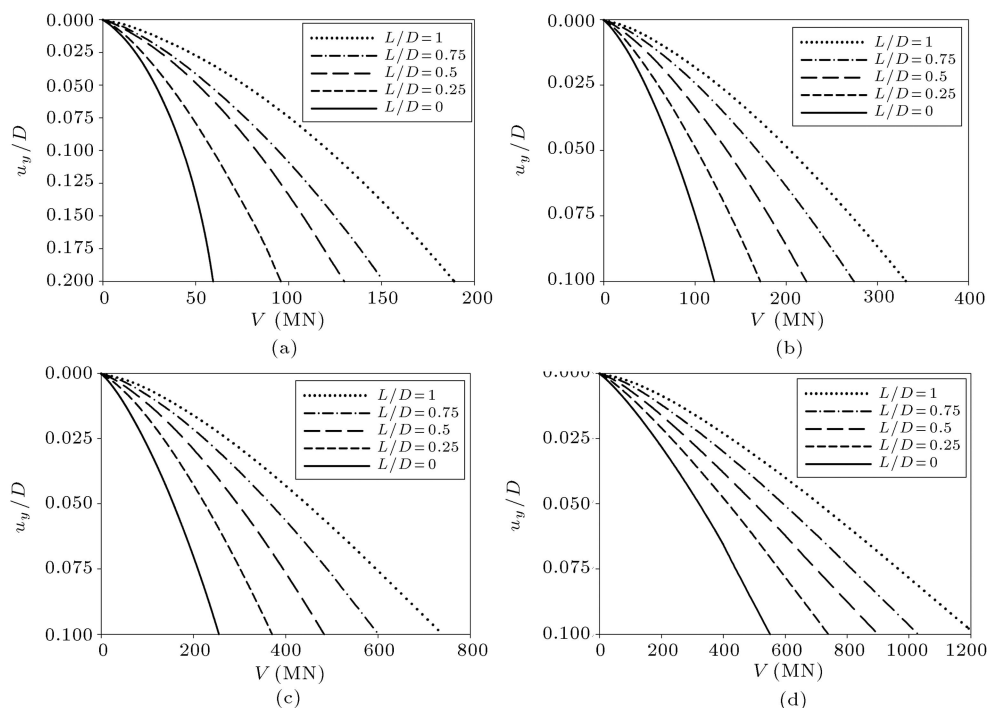 0.000
0.025
0.050
0.075
0.100
0.125
0.150
0.175
0.200
u_y/D
L/D=1
L/D=0.75
L/D=0.5
L/D=0.25
L/D=0
0 50 100 150 200
V (MN)
(a)
0.000
0.025
0.050
0.075
0.100
u_y/D
L/D=1
L/D=0.75
L/D=0.5
L/D=0.25
L/D=0
0 100 200 300 400
V (MN)
(b)
0.000
0.025
0.050
0.075
0.100
u_y/D
L/D=1
L/D=0.75
L/D=0.5
L/D=0.25
L/D=0
0 200 400 600 800
V (MN)
(c)
0.000
0.025
0.050
0.075
0.100
u_y/D
L/D=1
L/D=0.75
L/D=0.5
L/D=0.25
L/D=0
0 200 400 600 800 1000 1200
V (MN)
(d)